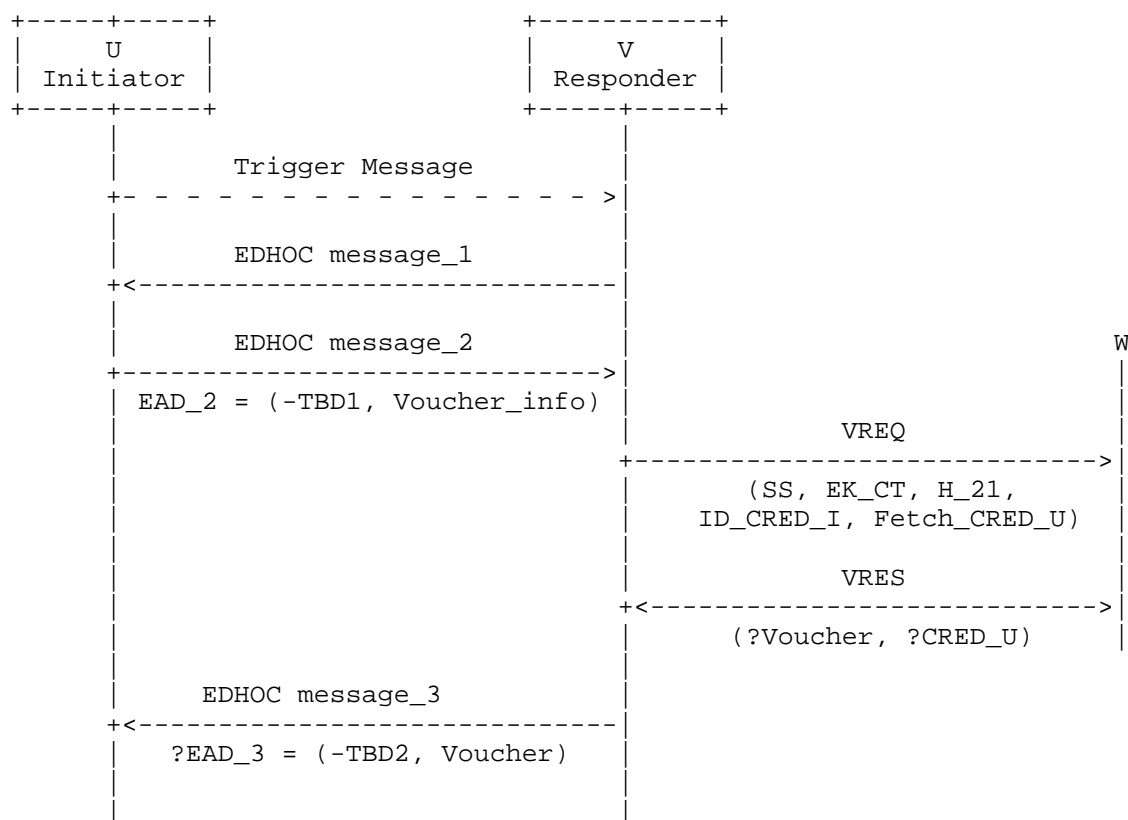 U
Initiator
V
Responder
Trigger Message
EDHOC message_1
EDHOC message_2
W
EAD_2 = (-TBD1, Voucher_info)
VREQ
(SS, EK_CT, H_21,
ID_CRED_I, Fetch_CRED_U)
VRES
(?Voucher, ?CRED_U)
EDHOC message_3
?EAD_3 = (-TBD2, Voucher)